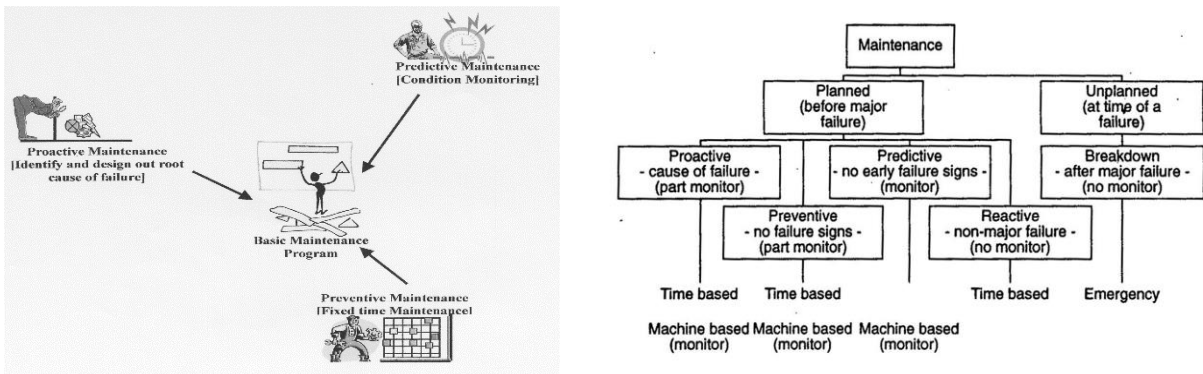 Predictive Maintenance
[Condition Monitoring]
Proactive Maintenance
[Identify and design out root
cause of failure]
Basic Maintenance
Program
Preventive Maintenance
[Fixed time Maintenance]
Maintenance
Planned
(before major
failure)
Unplanned
(at time of a
failure)
Proactive
- cause of failure -
(part monitor)
Predictive
- no early failure signs -
(monitor)
Breakdown
- after major failure -
(no monitor)
Preventive
- no failure signs -
(part monitor)
Reactive
- non-major failure -
(no monitor)
Time based
Time based
Time based
Emergency
Machine based
(monitor)
Machine based
(monitor)
Machine based
(monitor)